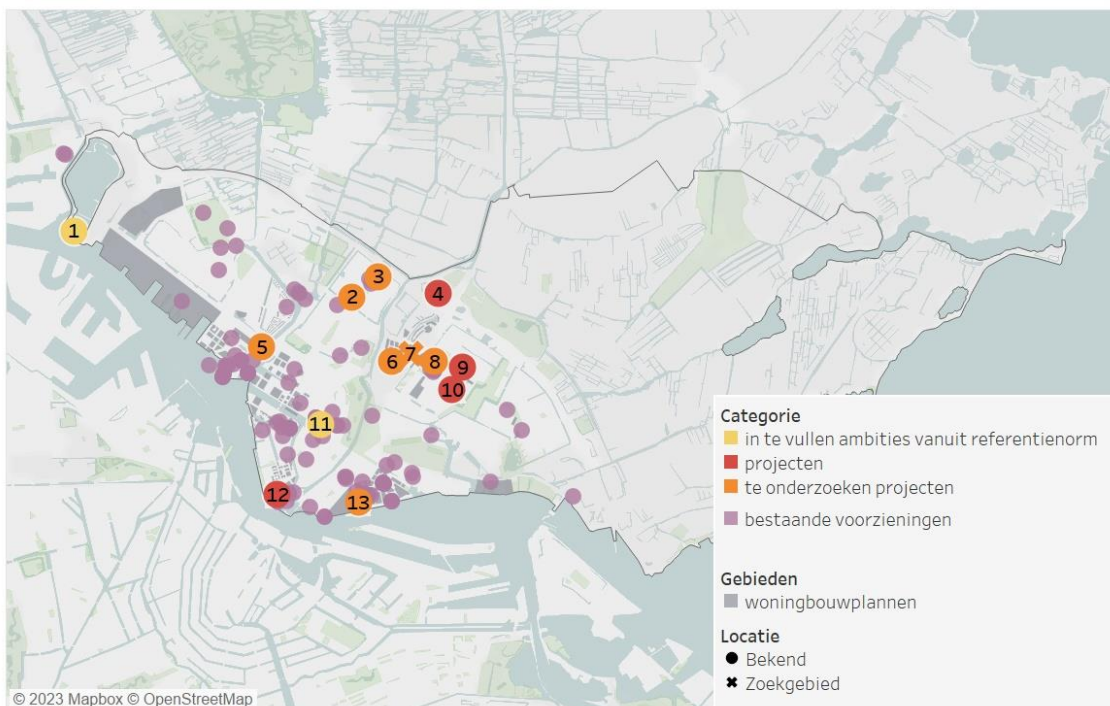 1
3
2
4
5
7
6
8
9
10
11
12
13
Categorie
in te vullen ambities vanuit referentienorm
projecten
te onderzoeken projecten
bestaande voorzieningen
Gebieden
woningbouwplannen
Locatie
Bekend
Zoekgebied
© 2023 Mapbox © OpenStreetMap